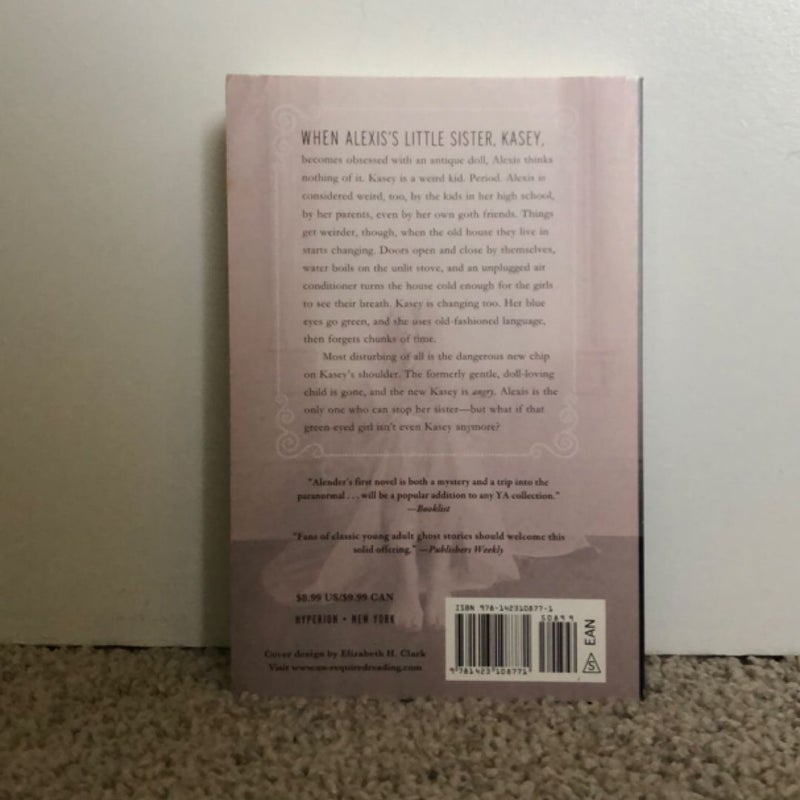 WHEN ALEXIS'S LITTLE SISTER, KASEY,
becomes obsessed with an antique doll, Alexis thinks
nothing of it. Kasey is a weird kid. Period. Alexis is
considered weird, too, by the kids in her high school,
by her parents, even by her own goth friends. Things
get weirder, though, when the old house they live in
starts changing. Doors open and close by themselves,
water boils on the unlit stove, and an unplugged air
conditioner turns the house cold enough for the girls
to see their breath. Kasey is changing too. Her blue
eyes go green, and she uses old-fashioned language,
then forgets chunks of time.
Most disturbing of all is the dangerous new chip
on Kasey's shoulder. The formerly gentle, doll-loving
child is gone, and the new Kasey is angry. Alexis is the
only one who can stop her sister—but what if that
green-eyed girl isn't even Kasey anymore?
"Alender's first novel is both a mystery and a trip into the
paranormal . . . will be a popular addition to any YA collection."
—Booklist
"Fans of classic young adult ghost stories should welcome this
solid offering." —Publishers Weekly
$8.99 US/$9.99 CAN
HYPERION • NEW YORK
Cover design by Elizabeth H. Clark
Visit www.un-requiredreading.com
ISBN 978-142310877-1
50899
EAN
S
9 781423 108771